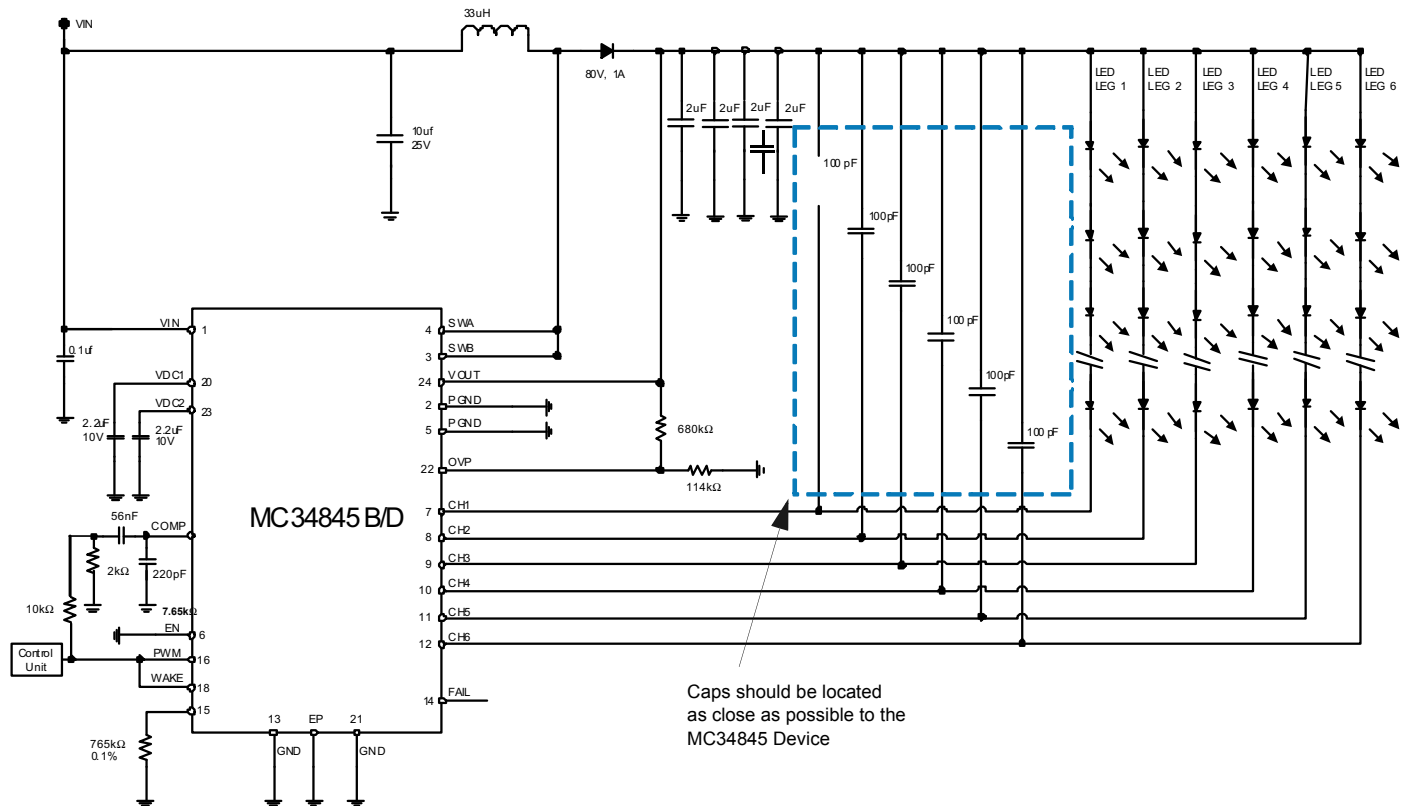 VIN
33uH
80V, 1A
10uf
25V
2uF
2uF
2uF
2uF
LED
LEG 1
LED
LEG 2
LED
LEG 3
LED
LEG 4
LED
LEG 5
LED
LEG 6
100 pF
100pF
100pF
100 pF
100pF
100 pF
VIN
1
0.1uf
VDC1
20
VDC2
23
2.2uF
10V
2.2uF
10V
4
SWA
3
SWB
24
VOUT
2
PGND
5
PGND
22
OVP
680kΩ
114kΩ
MC34845B/D
56nF
COMP
2kΩ
220pF
10kΩ
7.65kΩ
EN
6
Control
Unit
PWM
16
WAKE
18
15
765kΩ
0.1%
7
CH1
8
CH2
9
CH3
10
CH4
11
CH5
12
CH6
14
FAIL
13
EP
21
GND
GND
Caps should be located
as close as possible to the
MC34845 Device